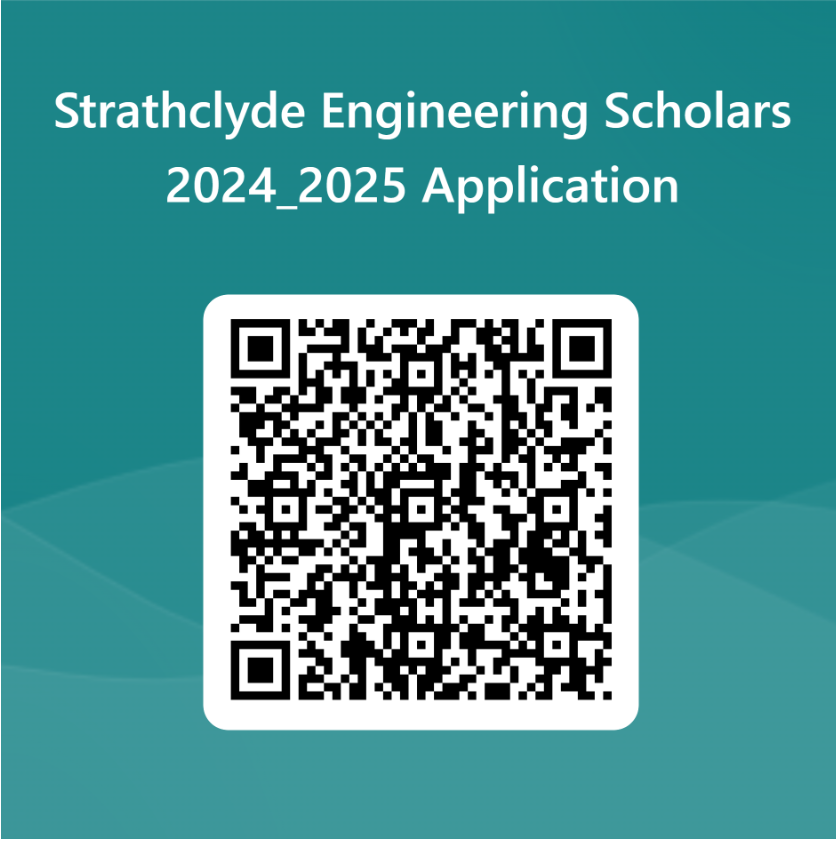 Strathclyde Engineering Scholars
2024_2025 Application